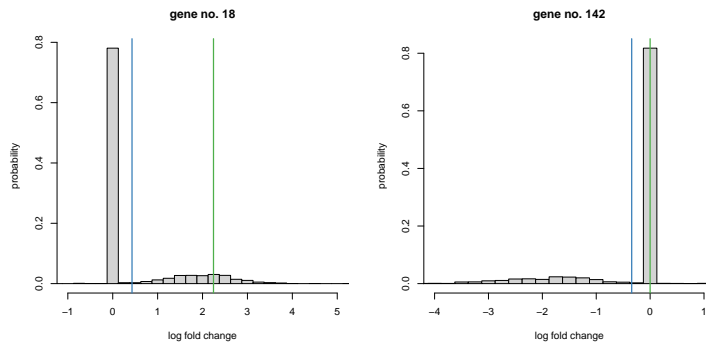 gene no. 18
probability
0.0 0.2 0.4 0.6 0.8
−1 0 1 2 3 4 5
log fold change
gene no. 142
probability
0.0 0.2 0.4 0.6 0.8
−4 −3 −2 −1 0 1
log fold change